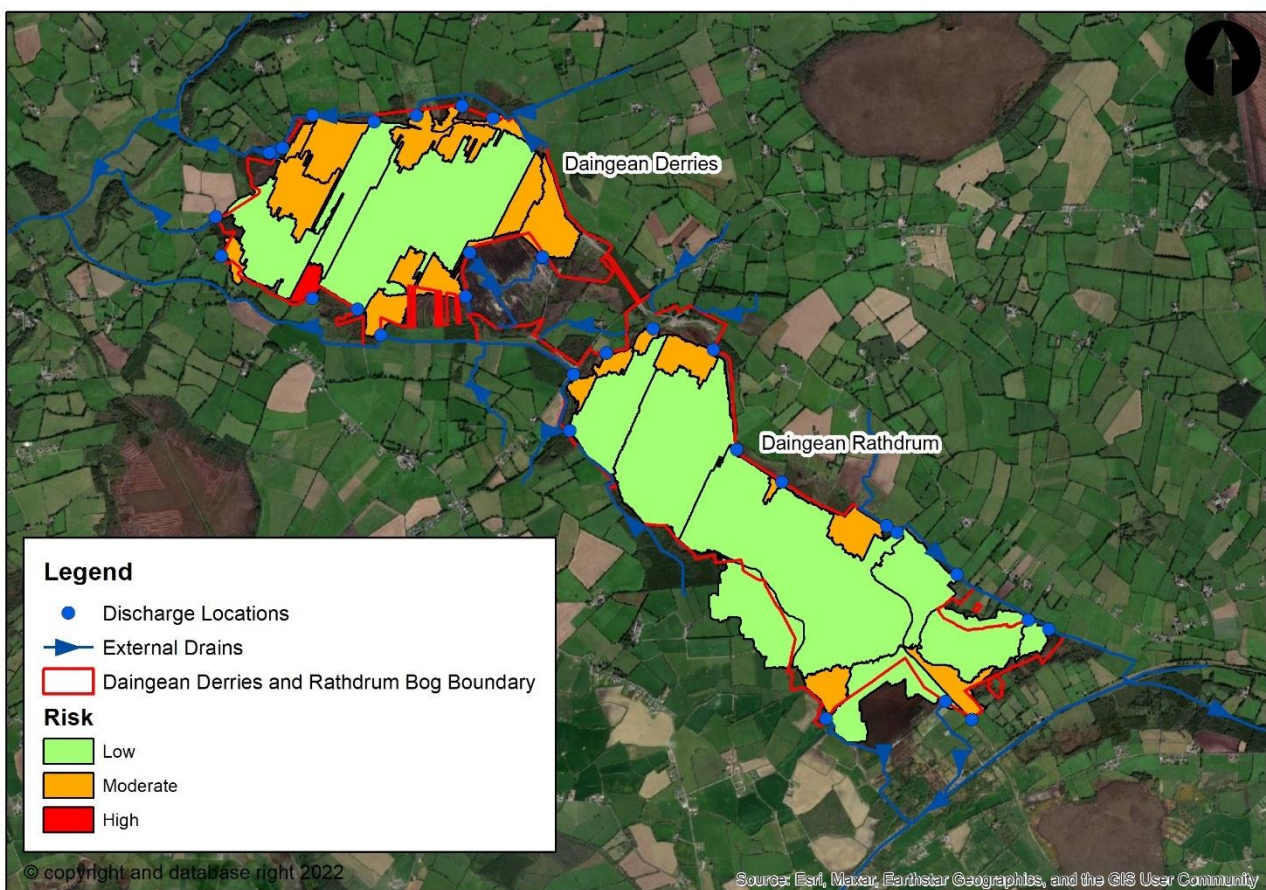 Daingean Derries
Daingean Rathdrum
Legend
Discharge Locations
External Drains
Daingean Derries and Rathdrum Bog Boundary
Risk
Low
Moderate
High
© copyright and database right 2022
Source: Esri, Maxar, Earthstar Geographics, and the GIS User Community